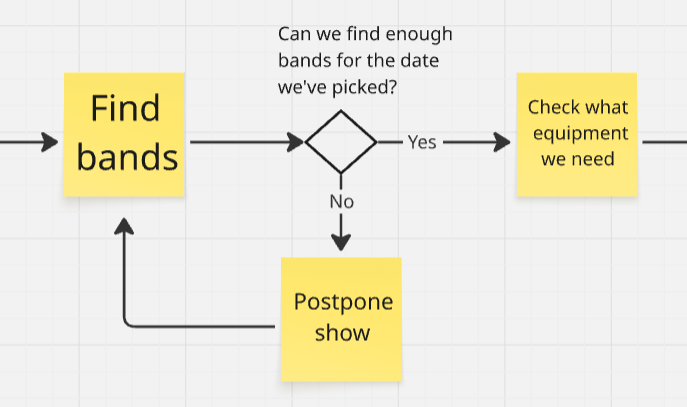 Can we find enough
bands for the date
we've picked?
Find
bands
Yes
Check what
equipment
we need
No
Postpone
show